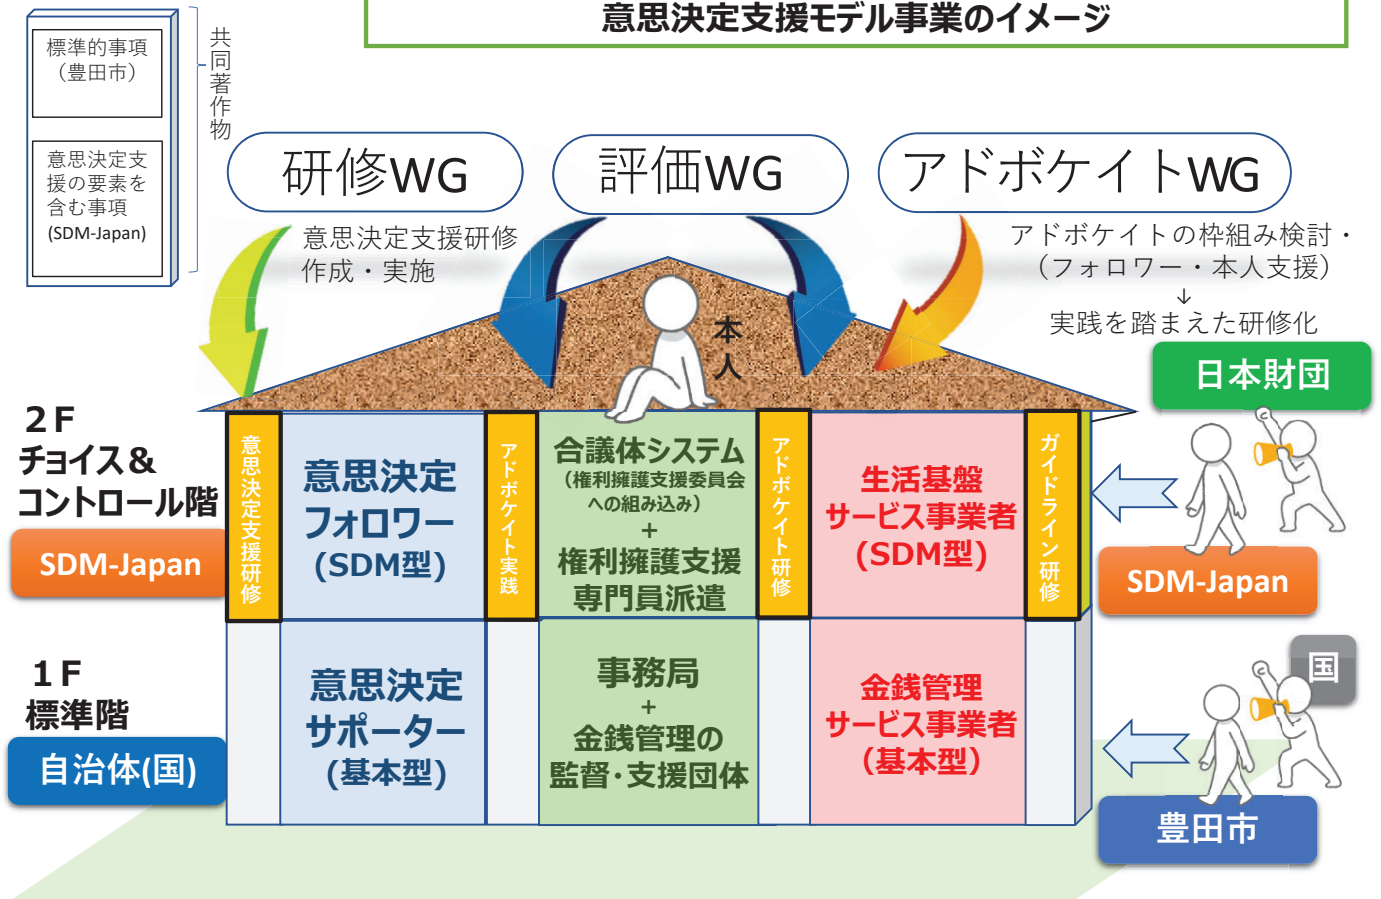 意思決定支援モデル事業のイメージ
標準的事項
（豊田市）
意思決定支
援の要素を
含む事項
(SDM-Japan)
共同著作物
研修WG
評価WG
アドボケイトWG
意思決定支援研修
作成・実施
アドボケイトの枠組み検討・
（フォロワー・本人支援）
↓
実践を踏まえた研修化
本人
日本財団
２F
チョイス＆
コントロール階
SDM-Japan
意思決定支援研修
意思決定
フォロワー
(SDM型)
アドボケイト実践
合議体システム
（権利擁護支援委員会
への組み込み）
+
権利擁護支援
専門員派遣
アドボケイト研修
生活基盤
サービス事業者
(SDM型)
ガイドライン研修
SDM-Japan
１F
標準階
自治体(国)
意思決定
サポーター
(基本型)
事務局
+
金銭管理の
監督･支援団体
金銭管理
サービス事業者
（基本型）
国
豊田市